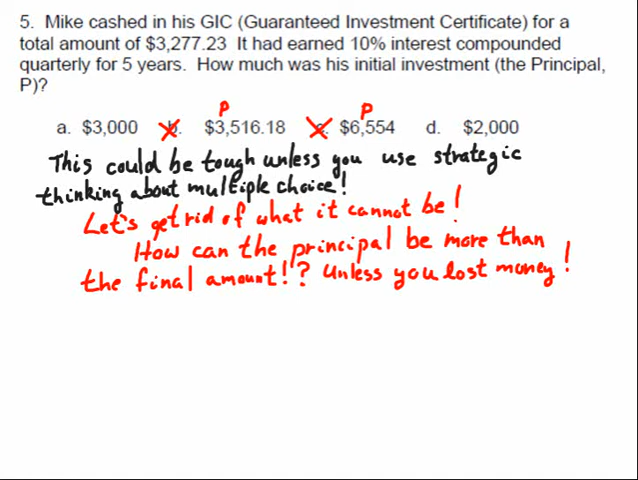 5. Mike cashed in his GIC (Guaranteed Investment Certificate) for a
total amount of $3,277.23 It had earned 10% interest compounded
quarterly for 5 years. How much was his initial investment (the Principal,
P)?
P P
a. $3,000 b. $3,516.18 c. $6,554 d. $2,000
This could be tough unless you use strategic
thinking about multiple choice!
Let's get rid of what it cannot be!
How can the principal be more than
the final amount!? Unless you lost money!